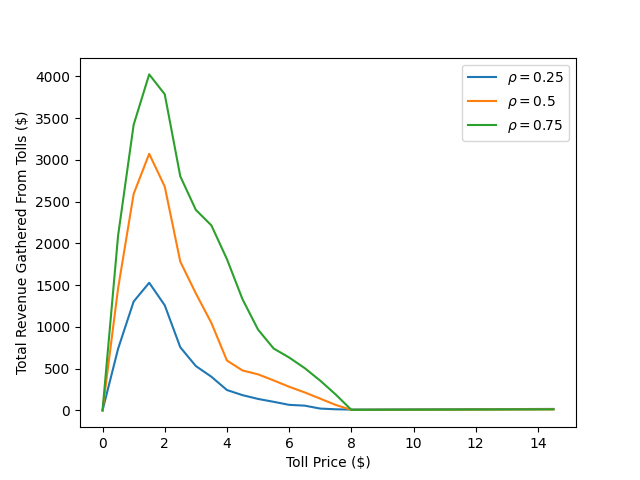 ρ = 0.25
ρ = 0.5
ρ = 0.75
Total Revenue Gathered From Tolls ($)
4000
3500
3000
2500
2000
1500
1000
500
0
0 2 4 6 8 10 12 14
Toll Price ($)